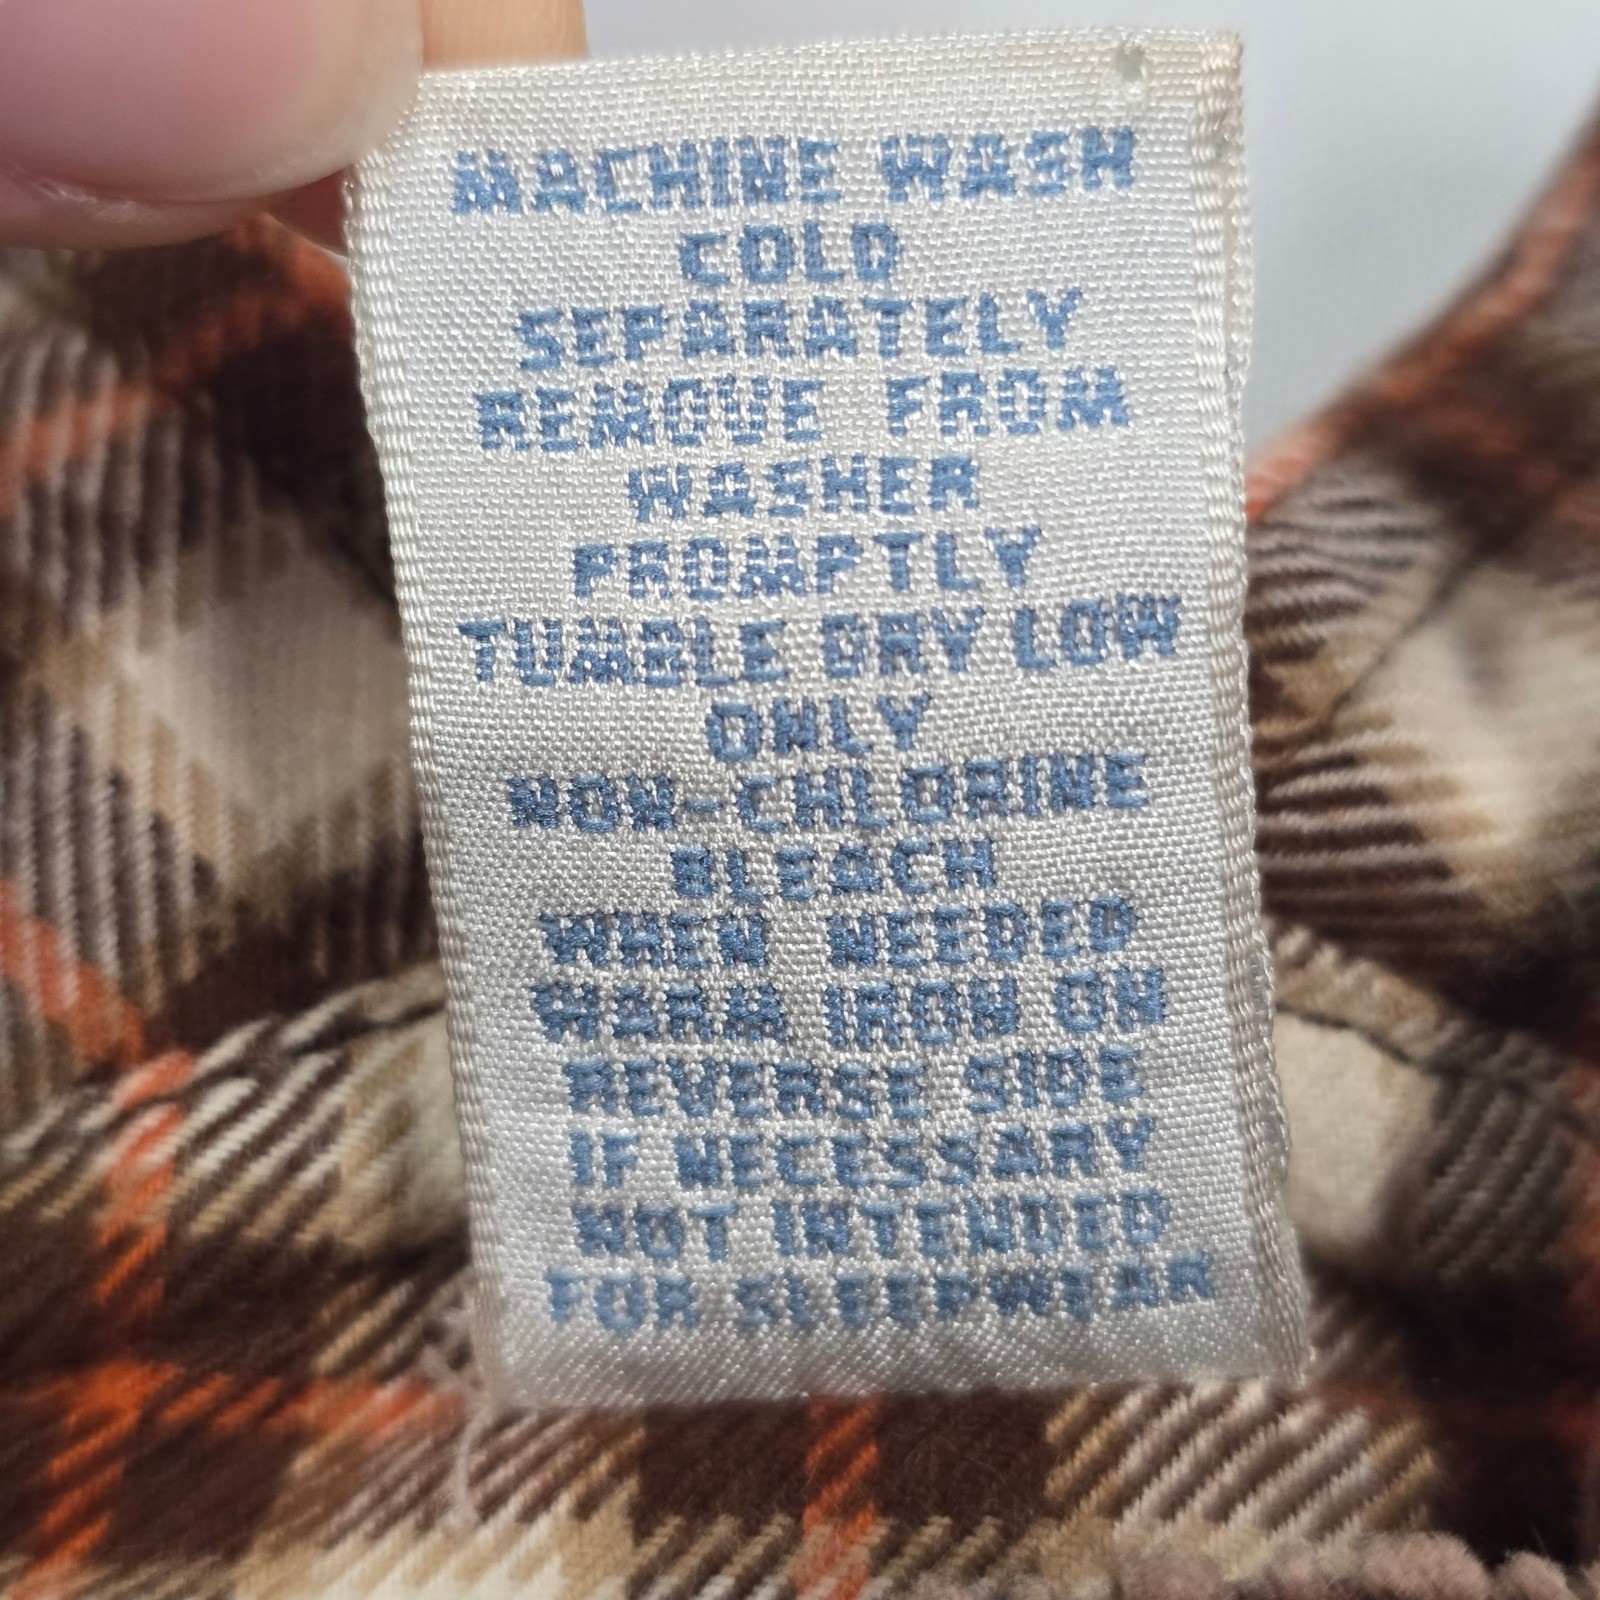 MACHINE WASH
COLD
SEPARATELY
REMOVE FROM
WASHER
PROMPTLY
TUMBLE DRY LOW
ONLY
NON-CHLORINE
BLEACH
WHEN NEEDED
WARM IRON ON
REVERSE SIDE
IF NECESSARY
NOT INTENDED
FOR SLEEPWEAR